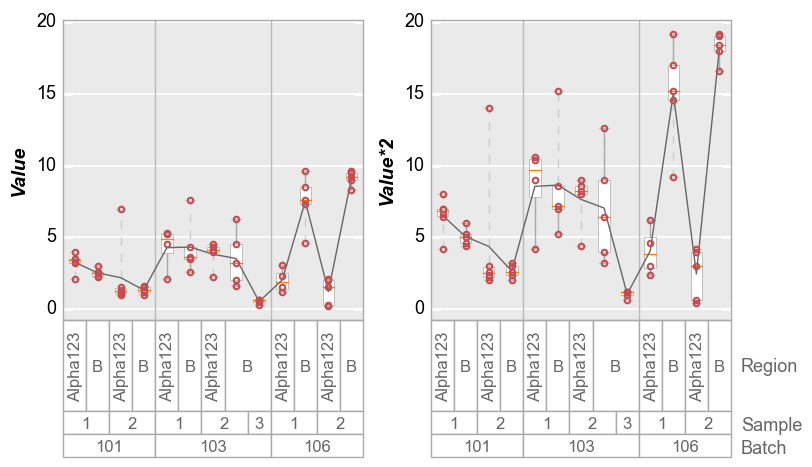 20
15
10
5
0
Value
Alpha123 B Alpha123 B Alpha123 B Alpha123 B Alpha123 B Alpha123 B
1 2 1 2 3 1 2
101 103 106
20
15
10
5
0
Value*2
Alpha123 B Alpha123 B Alpha123 B Alpha123 B Alpha123 B Alpha123 B Region
1 2 1 2 3 1 2 Sample
101 103 106 Batch